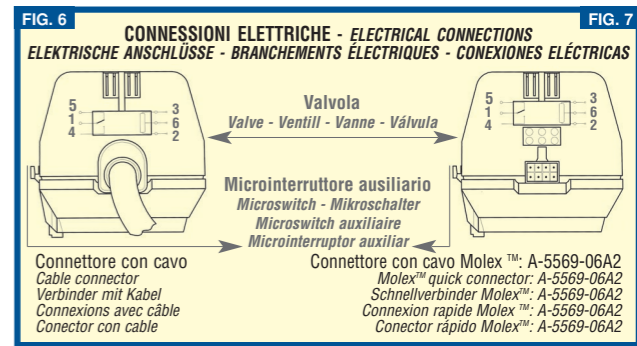 FIG. 6
FIG. 7
CONNESSIONI ELETTRICHE - ELECTRICAL CONNECTIONS
ELEKTRISCHE ANSCHLÜSSE - BRANCHEMENTS ÉLECTRIQUES - CONEXIONES ELÉCTRICAS
5
1
4
3
6
2
Valvola
Valve - Ventill - Vanne - Válvula
5
1
4
3
6
2
Microinterruttore ausiliario
Microswitch - Mikroschalter
Microswitch auxiliaire
Microinterruptor auxiliar
Connettore con cavo
Cable connector
Verbinder mit Kabel
Connexions avec câble
Conector con cable
Connettore con cavo Molex ™: A-5569-06A2
Molex™ quick connector: A-5569-06A2
Schnellverbinder Molex™: A-5569-06A2
Connexion rapide Molex ™: A-5569-06A2
Conector rápido Molex™: A-5569-06A2